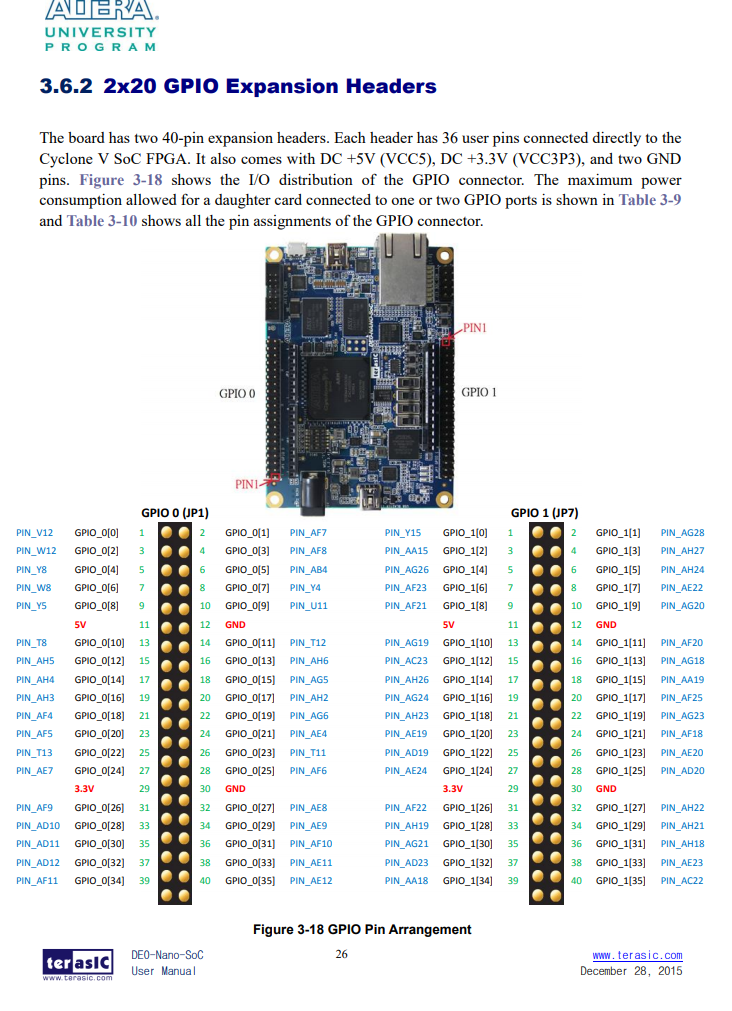 ALTERA®
UNIVERSITY
PROGRAM
3.6.2 2x20 GPIO Expansion Headers
The board has two 40-pin expansion headers. Each header has 36 user pins connected directly to the
Cyclone V SoC FPGA. It also comes with DC +5V (VCC5), DC +3.3V (VCC3P3), and two GND
pins. Figure 3-18 shows the I/O distribution of the GPIO connector. The maximum power
consumption allowed for a daughter card connected to one or two GPIO ports is shown in Table 3-9
and Table 3-10 shows all the pin assignments of the GPIO connector.
PIN1
GPIO 0
GPIO 1
DE0-Nano-SoC
terasIC
PIN1
GPIO 0 (JP1) GPIO 1 (JP7)
PIN_V12 GPIO_0[0] 1 2 GPIO_0[1] PIN_AF7 PIN_Y15 GPIO_1[0] 1 2 GPIO_1[1] PIN_AG28
PIN_W12 GPIO_0[2] 3 4 GPIO_0[3] PIN_AF8 PIN_AA15 GPIO_1[2] 3 4 GPIO_1[3] PIN_AH27
PIN_Y8 GPIO_0[4] 5 6 GPIO_0[5] PIN_AB4 PIN_AG26 GPIO_1[4] 5 6 GPIO_1[5] PIN_AH24
PIN_W8 GPIO_0[6] 7 8 GPIO_0[7] PIN_Y4 PIN_AF23 GPIO_1[6] 7 8 GPIO_1[7] PIN_AE22
PIN_Y5 GPIO_0[8] 9 10 GPIO_0[9] PIN_U11 PIN_AF21 GPIO_1[8] 9 10 GPIO_1[9] PIN_AG20
5V 11 12 GND 5V 11 12 GND
PIN_T8 GPIO_0[10] 13 14 GPIO_0[11] PIN_T12 PIN_AG19 GPIO_1[10] 13 14 GPIO_1[11] PIN_AF20
PIN_AH5 GPIO_0[12] 15 16 GPIO_0[13] PIN_AH6 PIN_AC23 GPIO_1[12] 15 16 GPIO_1[13] PIN_AG18
PIN_AH4 GPIO_0[14] 17 18 GPIO_0[15] PIN_AG5 PIN_AH26 GPIO_1[14] 17 18 GPIO_1[15] PIN_AA19
PIN_AH3 GPIO_0[16] 19 20 GPIO_0[17] PIN_AH2 PIN_AG24 GPIO_1[16] 19 20 GPIO_1[17] PIN_AF25
PIN_AF4 GPIO_0[18] 21 22 GPIO_0[19] PIN_AG6 PIN_AH23 GPIO_1[18] 21 22 GPIO_1[19] PIN_AG23
PIN_AF5 GPIO_0[20] 23 24 GPIO_0[21] PIN_AE4 PIN_AE19 GPIO_1[20] 23 24 GPIO_1[21] PIN_AF18
PIN_T13 GPIO_0[22] 25 26 GPIO_0[23] PIN_T11 PIN_AD19 GPIO_1[22] 25 26 GPIO_1[23] PIN_AE20
PIN_AE7 GPIO_0[24] 27 28 GPIO_0[25] PIN_AF6 PIN_AE24 GPIO_1[24] 27 28 GPIO_1[25] PIN_AD20
3.3V 29 30 GND 3.3V 29 30 GND
PIN_AF9 GPIO_0[26] 31 32 GPIO_0[27] PIN_AE8 PIN_AF22 GPIO_1[26] 31 32 GPIO_1[27] PIN_AH22
PIN_AD10 GPIO_0[28] 33 34 GPIO_0[29] PIN_AE9 PIN_AH19 GPIO_1[28] 33 34 GPIO_1[29] PIN_AH21
PIN_AD11 GPIO_0[30] 35 36 GPIO_0[31] PIN_AF10 PIN_AG21 GPIO_1[30] 35 36 GPIO_1[31] PIN_AH18
PIN_AD12 GPIO_0[32] 37 38 GPIO_0[33] PIN_AE11 PIN_AD23 GPIO_1[32] 37 38 GPIO_1[33] PIN_AE23
PIN_AF11 GPIO_0[34] 39 40 GPIO_0[35] PIN_AE12 PIN_AA18 GPIO_1[34] 39 40 GPIO_1[35] PIN_AC22
Figure 3-18 GPIO Pin Arrangement
terasIC
www.terasic.com
DE0-Nano-SoC
User Manual
26
www.terasic.com
December 28, 2015